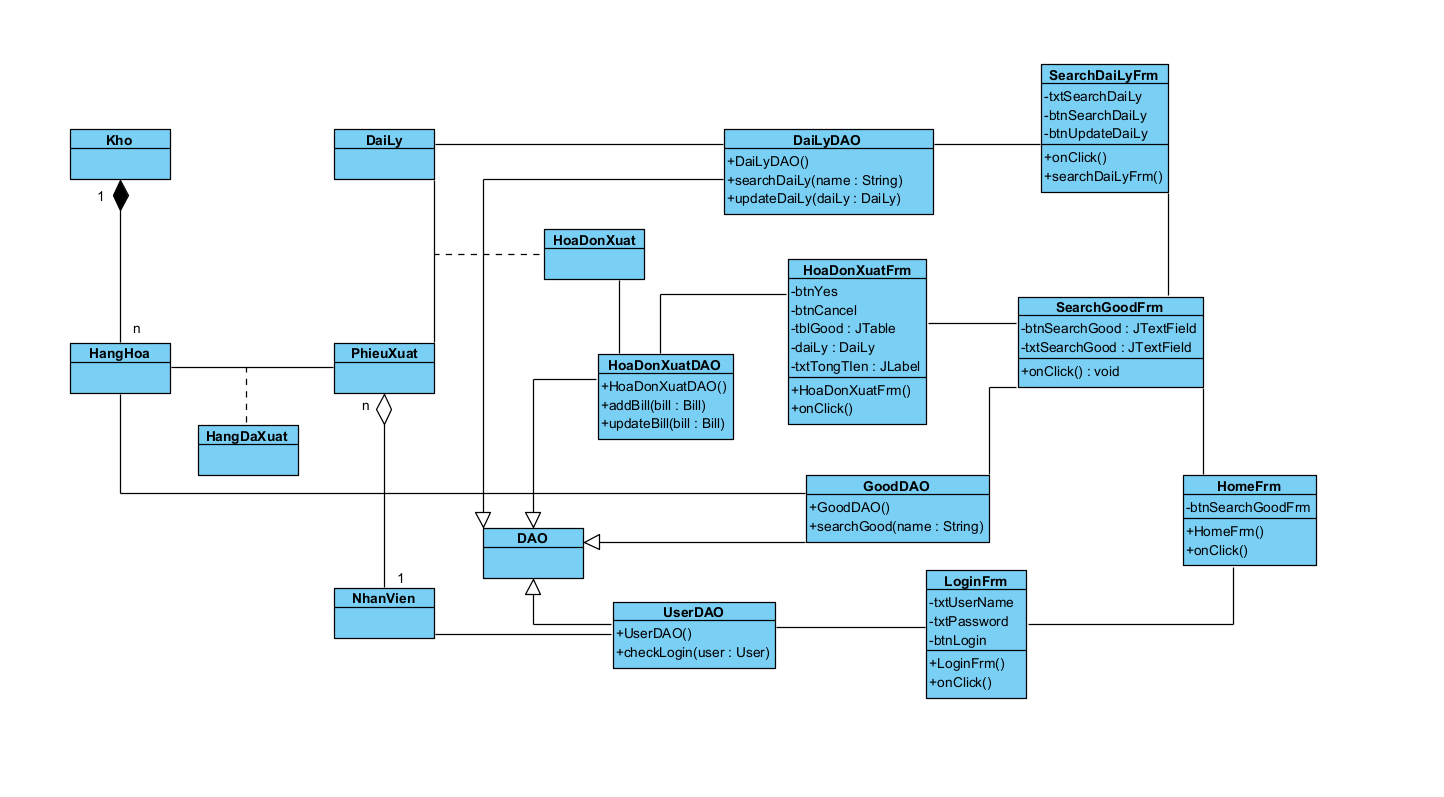 SearchDaiLyFrm
-txtSearchDaiLy
-btnSearchDaiLy
-btnUpdateDaiLy
+onClick()
+searchDaiLyFrm()
Kho
1
DaiLy
DaiLyDAO
+DaiLyDAO()
+searchDaiLy(name : String)
+updateDaiLy(daiLy : DaiLy)
HoaDonXuat
HoaDonXuatFrm
-btnYes
-btnCancel
-tblGood : JTable
-daiLy : DaiLy
-txtTongTIen : JLabel
+HoaDonXuatFrm()
+onClick()
SearchGoodFrm
-btnSearchGood : JTextField
-txtSearchGood : JTextField
+onClick() : void
n
HangHoa
PhieuXuat
n
HoaDonXuatDAO
+HoaDonXuatDAO()
+addBill(bill : Bill)
+updateBill(bill : Bill)
HangDaXuat
GoodDAO
+GoodDAO()
+searchGood(name : String)
HomeFrm
-btnSearchGoodFrm
+HomeFrm()
+onClick()
DAO
1
NhanVien
UserDAO
+UserDAO()
+checkLogin(user : User)
LoginFrm
-txtUserName
-txtPassword
-btnLogin
+LoginFrm()
+onClick()